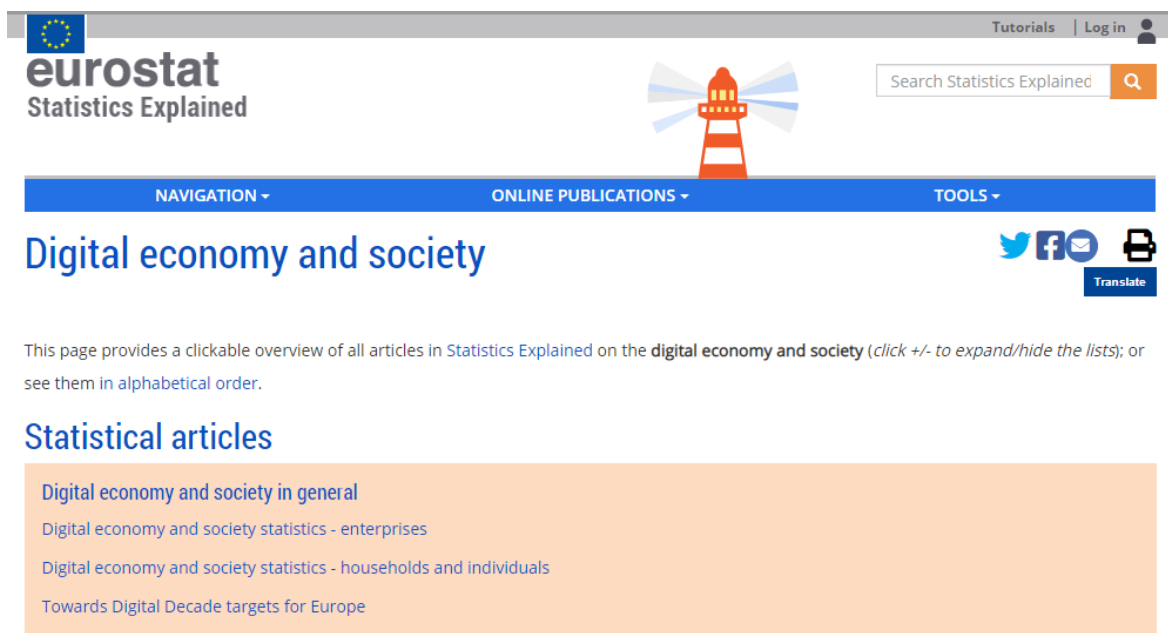 Tutorials | Log in
eurostat
Statistics Explained
Search Statistics Explained
NAVIGATION
ONLINE PUBLICATIONS
TOOLS
Digital economy and society
Translate
This page provides a clickable overview of all articles in Statistics Explained on the digital economy and society (click +/- to expand/hide the lists); or
see them in alphabetical order.
Statistical articles
Digital economy and society in general
Digital economy and society statistics - enterprises
Digital economy and society statistics - households and individuals
Towards Digital Decade targets for Europe